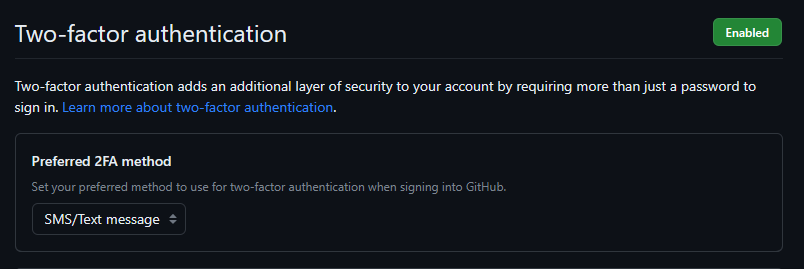 Two-factor authentication
Enabled
Two-factor authentication adds an additional layer of security to your account by requiring more than just a password to
sign in. Learn more about two-factor authentication.
Preferred 2FA method
Set your preferred method to use for two-factor authentication when signing into GitHub.
SMS/Text message